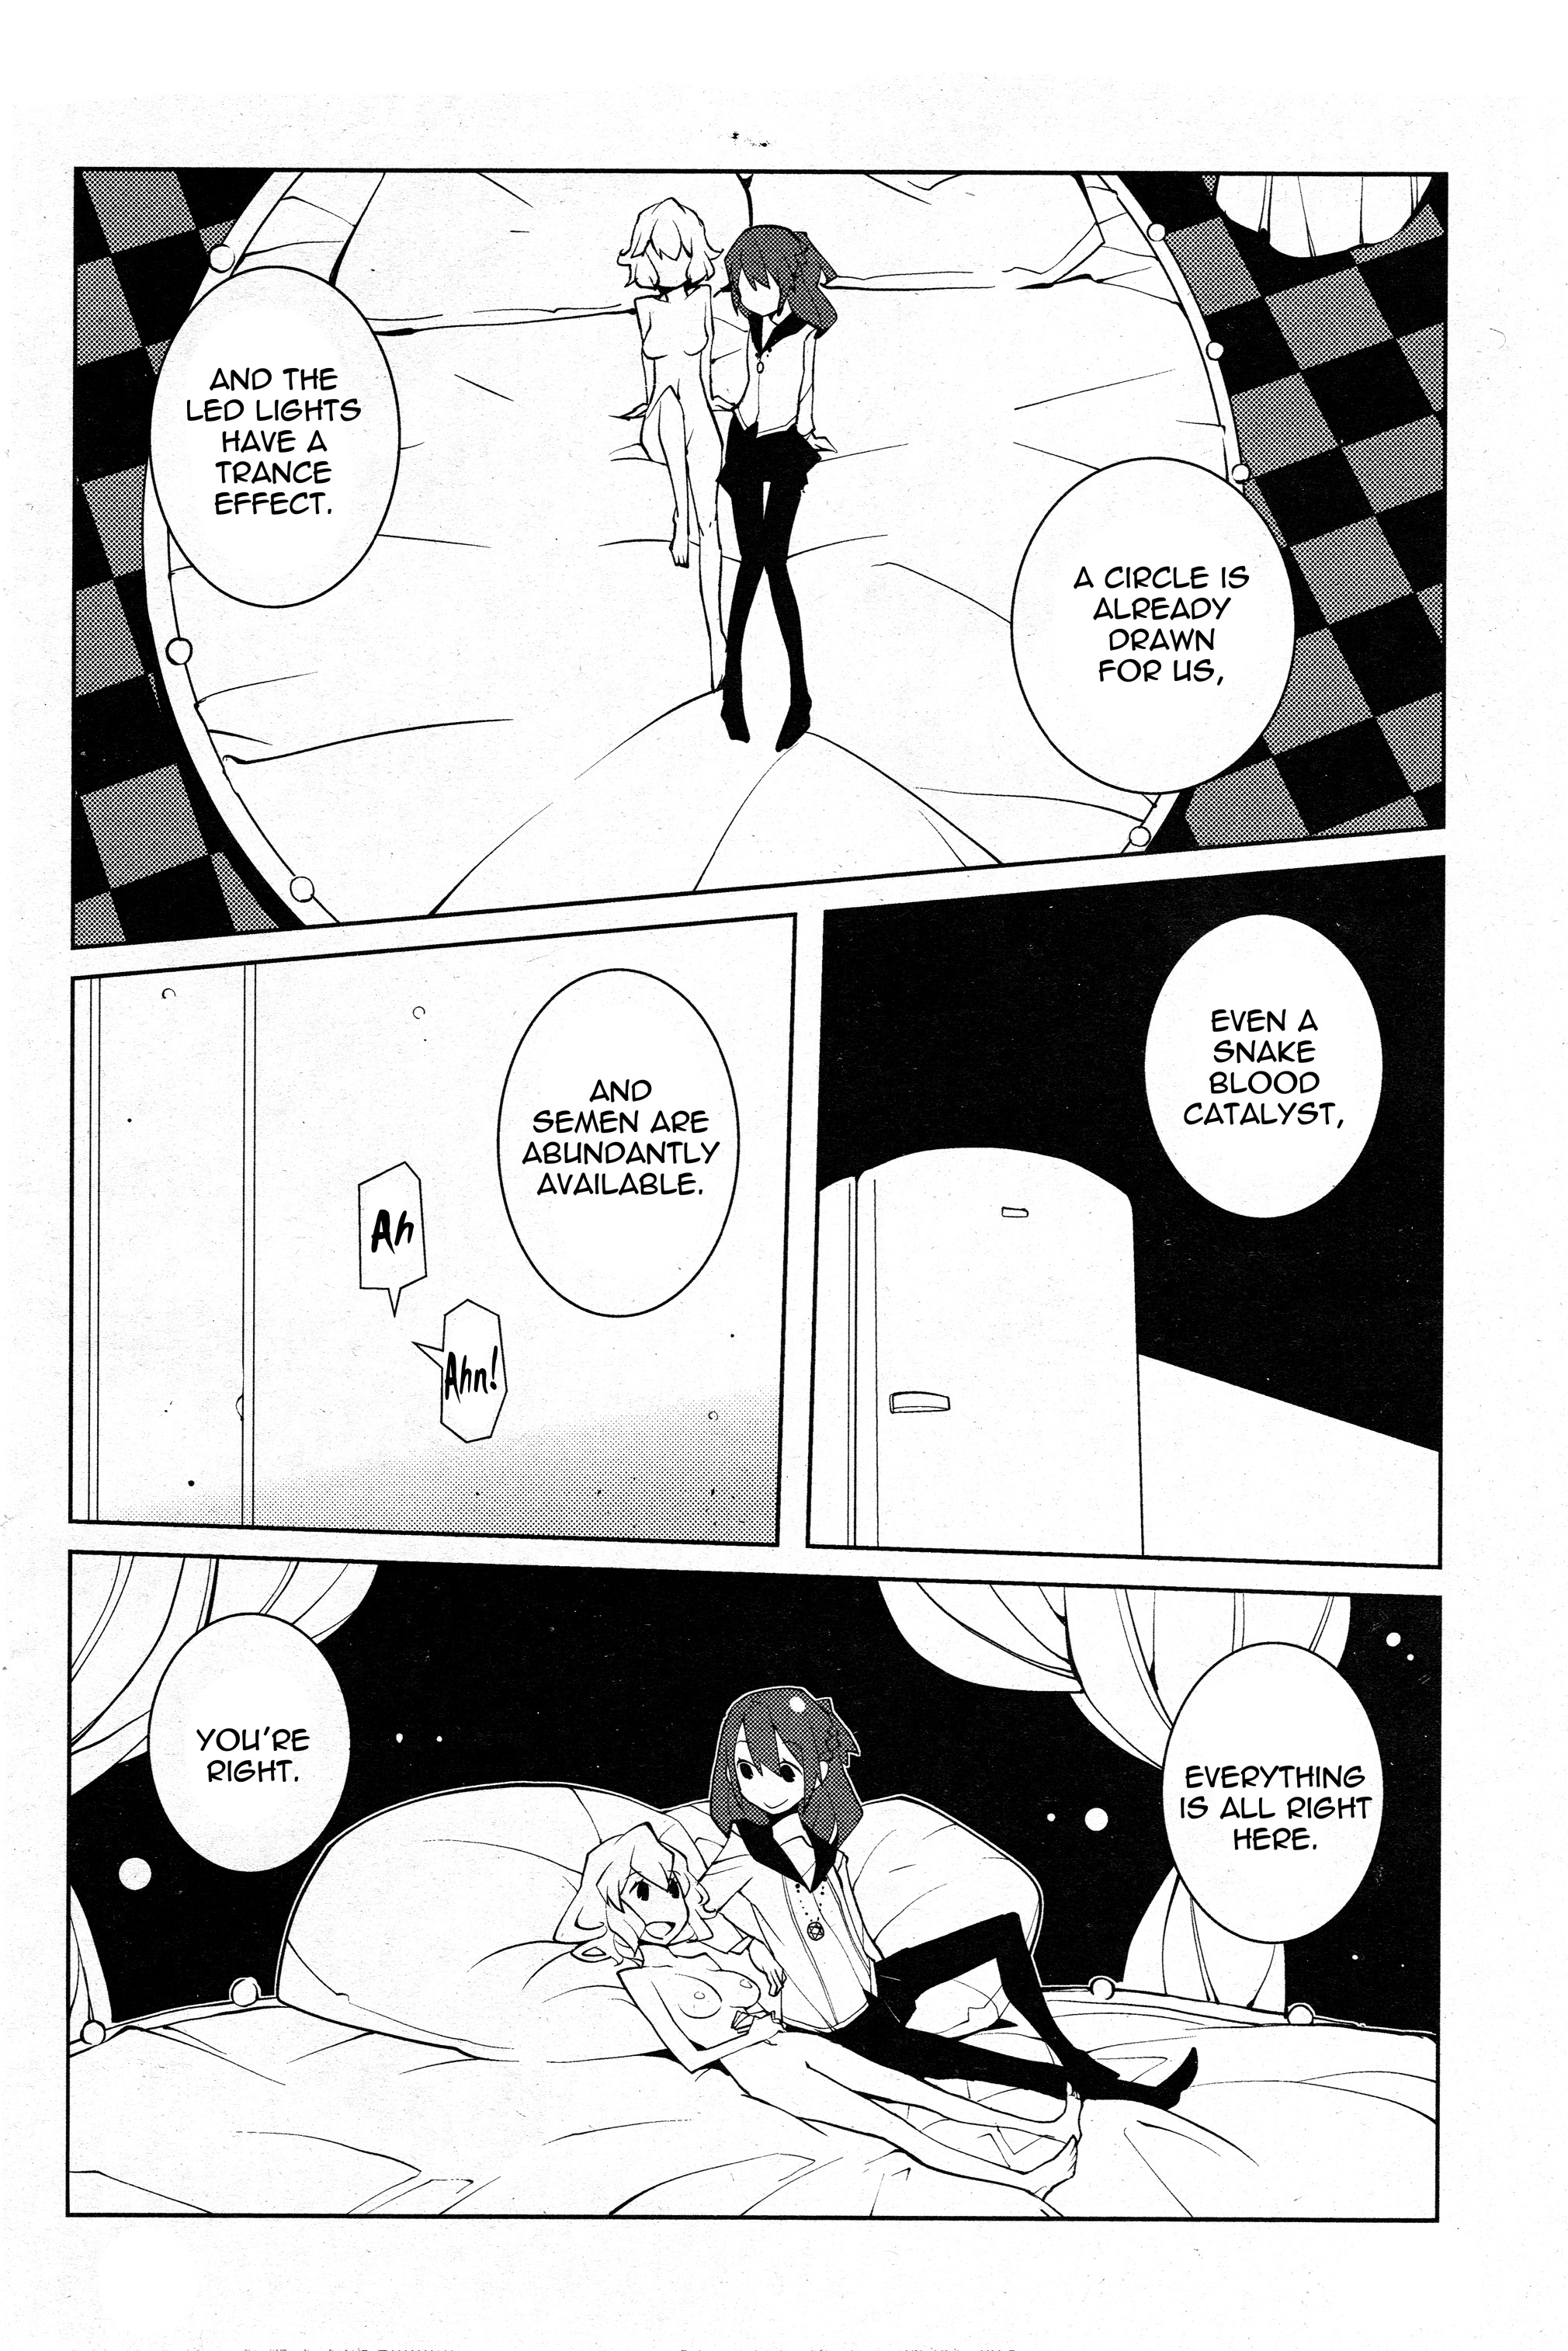 A CIRCLE IS
ALREADY
DRAWN
FOR US,
AND THE
LED LIGHTS
HAVE A
TRANCE
EFFECT.
EVEN A
SNAKE
BLOOD
CATALYST,
AND
SEMEN ARE
ABUNDANTLY
AVAILABLE.
Ah
Ahn!
EVERYTHING
IS ALL RIGHT
HERE.
YOU'RE
RIGHT.